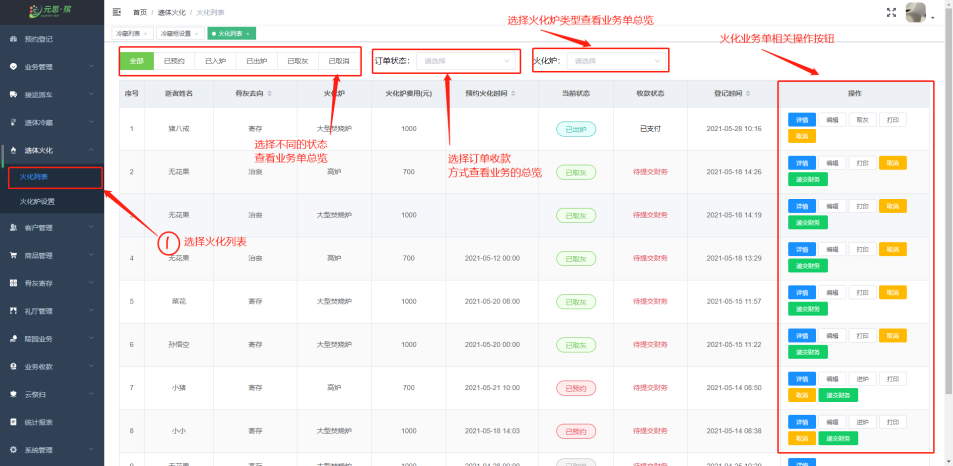 元思·殡
首页 / 遗体火化 / 火化列表
选择火化炉类型查看业务单总览
火化业务单相关操作按钮
冷藏列表 ×
冷藏柜设置 ×
火化列表 ×
预约登记
业务管理
接运派车
遗体冷藏
遗体火化
火化列表
火化炉设置
客户管理
商品管理
骨灰寄存
礼厅管理
陵园业务
业务收款
云祭扫
统计报表
系统管理
全部 已预约 已入炉 已出炉 已取灰 已取消
订单状态: 请选择
火化炉: 请选择
序号 逝者姓名 骨灰去向 火化炉 火化炉费用(元) 预约火化时间 当前状态 收款状态 登记时间 操作
1 猪八戒 寄存 大型焚烧炉 1000 已出炉 已支付 2021-05-28 10:16 详情 编辑 取灰 打印
取消
选择不同的状态
查看业务单总览
选择订单收款
方式查看业务的总览
2 无花果 治丧 高炉 700 已取灰 待提交财务 2021-05-18 14:26 详情 编辑 打印 取消
递交财务
无花果 治丧 大型焚烧炉 1000 已取灰 待提交财务 2021-05-18 14:19 详情 编辑 打印 取消
递交财务
1 选择火化列表
4 无花果 治丧 高炉 700 2021-05-12 00:00 已取灰 待提交财务 2021-05-18 13:29 详情 编辑 打印 取消
递交财务
5 菜花 寄存 大型焚烧炉 1000 2021-05-20 08:00 已取灰 待提交财务 2021-05-15 11:57 详情 编辑 打印 取消
递交财务
6 孙悟空 寄存 大型焚烧炉 1000 2021-05-20 00:00 已取灰 待提交财务 2021-05-15 11:22 详情 编辑 打印 取消
递交财务
7 小猪 寄存 高炉 700 2021-05-21 10:00 已预约 待提交财务 2021-05-14 08:50 详情 编辑 进炉 打印
取消 递交财务
8 小小 寄存 大型焚烧炉 1000 2021-05-18 14:03 已预约 待提交财务 2021-05-14 08:38 详情 编辑 进炉 打印
取消 递交财务